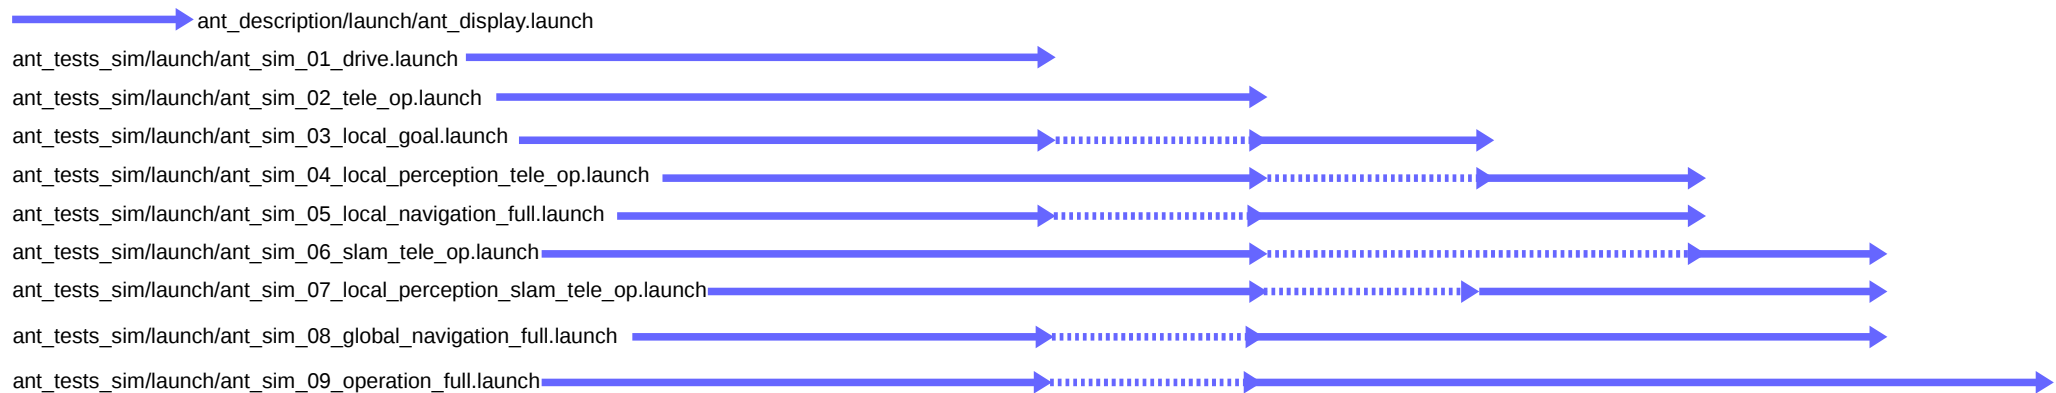 ant_description/launch/ant_display.launch
ant_tests_sim/launch/ant_sim_01_drive.launch
ant_tests_sim/launch/ant_sim_02_tele_op.launch
ant_tests_sim/launch/ant_sim_03_local_goal.launch
ant_tests_sim/launch/ant_sim_04_local_perception_tele_op.launch
ant_tests_sim/launch/ant_sim_05_local_navigation_full.launch
ant_tests_sim/launch/ant_sim_06_slam_tele_op.launch
ant_tests_sim/launch/ant_sim_07_local_perception_slam_tele_op.launch
ant_tests_sim/launch/ant_sim_08_global_navigation_full.launch
ant_tests_sim/launch/ant_sim_09_operation_full.launch